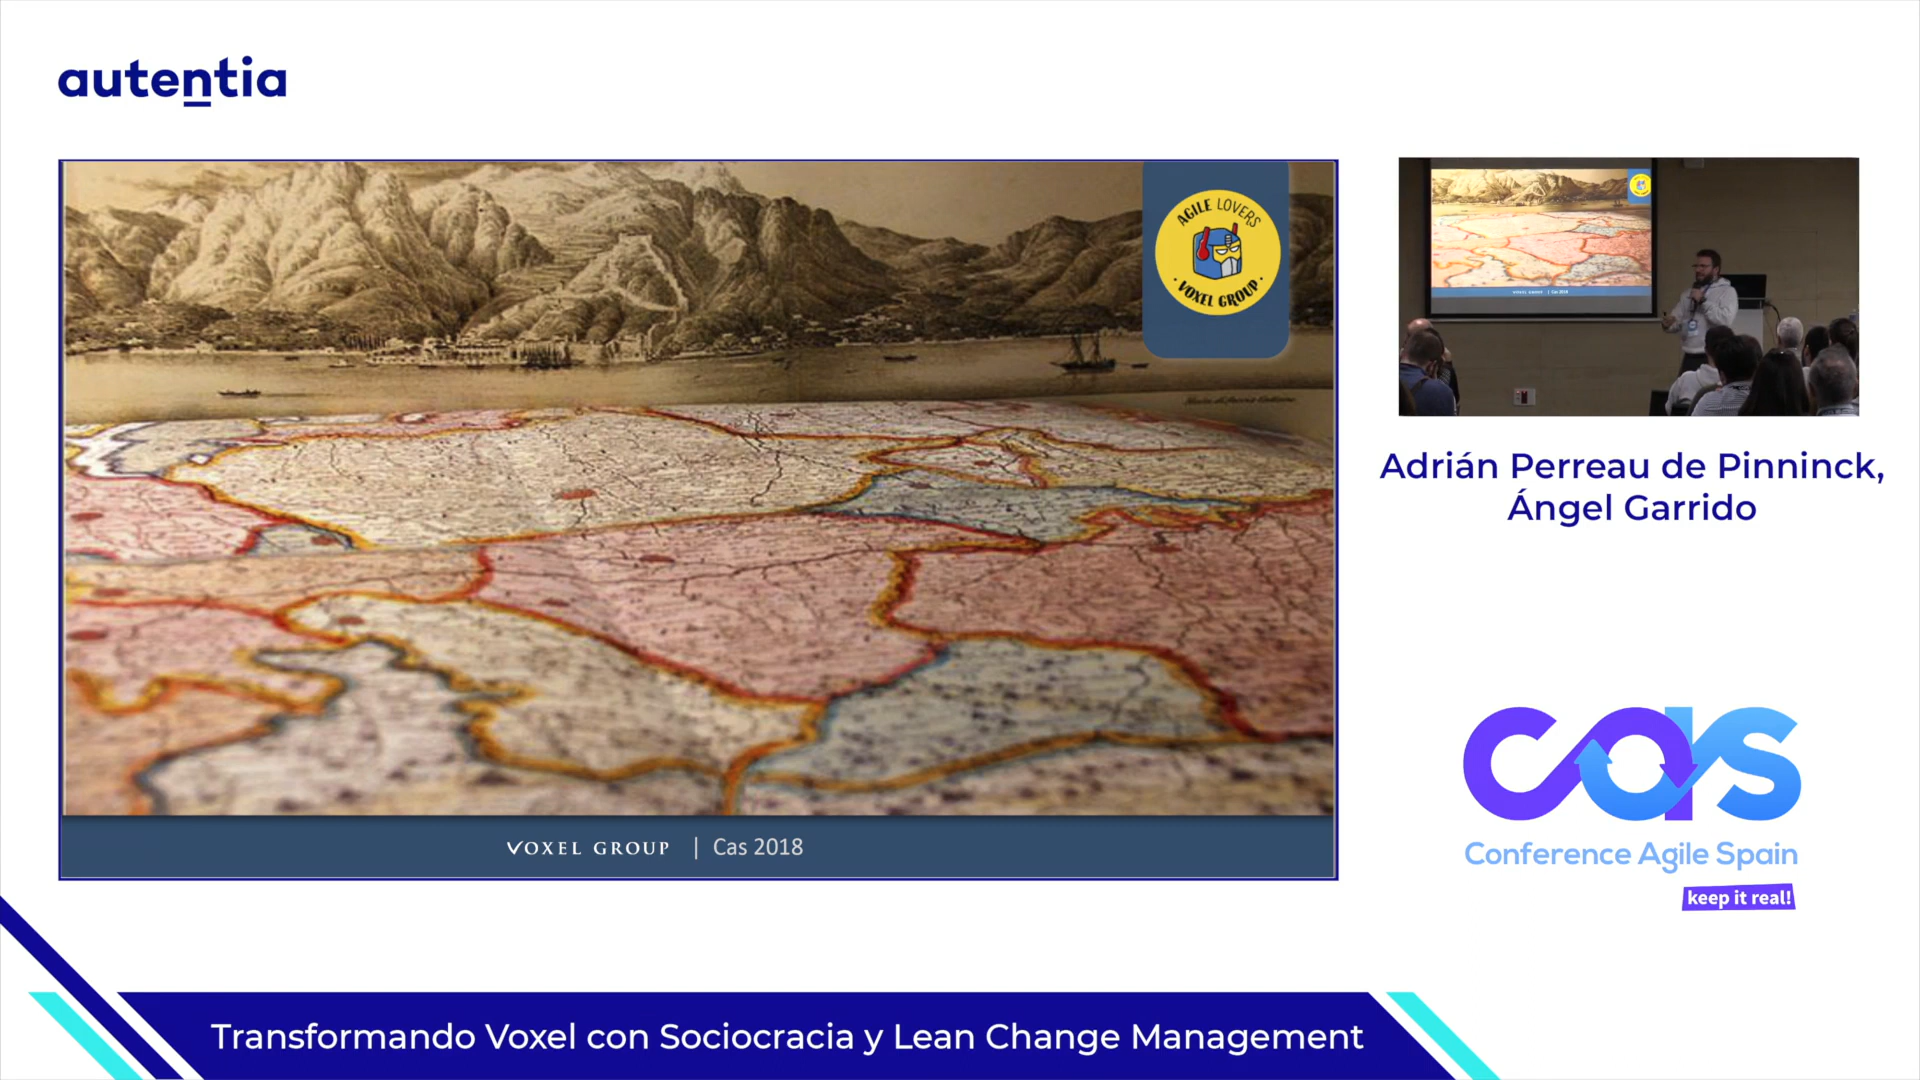 autentia
AGILE LOVERS
· VOXEL GROUP ·
VOXEL GROUP | Cas 2018
Adrián Perreau de Pinninck,
Ángel Garrido
cas
Conference Agile Spain
keep it real!
Transformando Voxel con Sociocracia y Lean Change Management